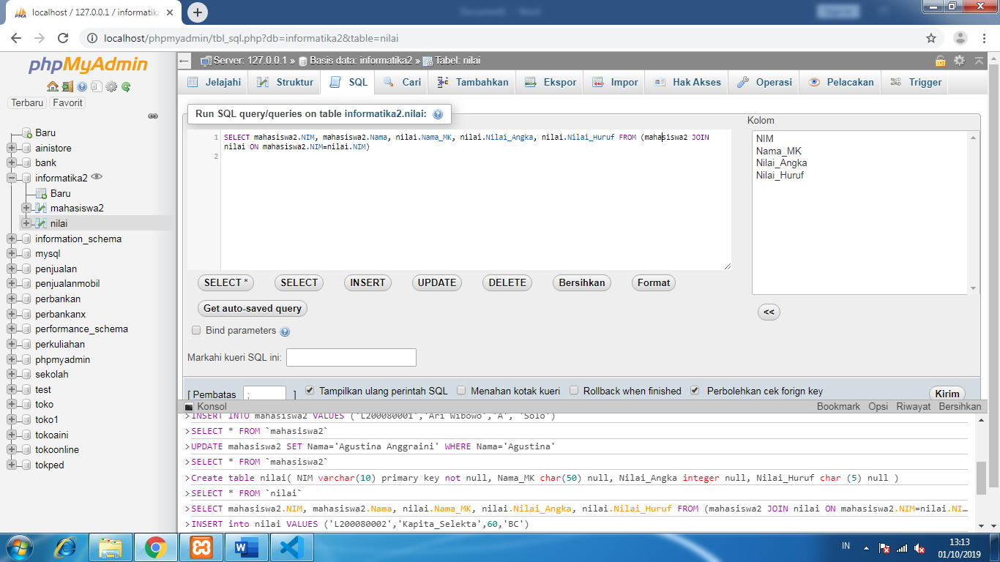 localhost / 127.0.0.1 / informatik
localhost/phpmyadmin/tbl_sql.php?db=informatika2&table=nilai
phpMyAdmin
Terbaru Favorit
Baru
ainistore
bank
informatika2
Baru
mahasiswa2
nilai
information_schema
mysql
penjualan
penjualanmobil
perbankan
perbankanx
performance_schema
perkuliahan
phpmyadmin
sekolah
test
toko
toko1
tokoaini
tokoonline
tokped
Server: 127.0.0.1 » Basis data: informatika2 » Tabel: nilai
Jelajahi Struktur SQL Cari Tambahkan Ekspor Impor Hak Akses Operasi Pelacakan Trigger
Run SQL query/queries on table informatika2.nilai:
1 SELECT mahasiswa2.NIM, mahasiswa2.Nama, nilai.Nama_MK, nilai.Nilai_Angka, nilai.Nilai_Huruf FROM (mahasiswa2 JOIN
nilai ON mahasiswa2.NIM=nilai.NIM)
2
Kolom
NIM
Nama_MK
Nilai_Angka
Nilai_Huruf
SELECT * SELECT INSERT UPDATE DELETE Bersihkan Format
Get auto-saved query
<<
Bind parameters
Markahi kueri SQL ini:
[ Pembatas ; ] Tampilkan ulang perintah SQL Menahan kotak kueri Rollback when finished Perbolehkan cek forign key Kirim
Konsol Bookmark Opsi Riwayat Bersihkan
>INSERT INTO mahasiswa2 VALUES ('L200080001','Ari Wibowo','A', 'Solo')
>SELECT * FROM `mahasiswa2`
>UPDATE mahasiswa2 SET Nama='Agustina Anggraini' WHERE Nama='Agustina'
>SELECT * FROM `mahasiswa2`
>Create table nilai( NIM varchar(10) primary key not null, Nama_MK char(50) null, Nilai_Angka integer null, Nilai_Huruf char (5) null )
>SELECT * FROM `nilai`
>SELECT mahasiswa2.NIM, mahasiswa2.Nama, nilai.Nama_MK, nilai.Nilai_Angka, nilai.Nilai_Huruf FROM (mahasiswa2 JOIN nilai ON mahasiswa2.NIM=nilai.NI…
>INSERT into nilai VALUES ('L200080002','Kapita_Selekta',60,'BC')
IN
13:13
01/10/2019